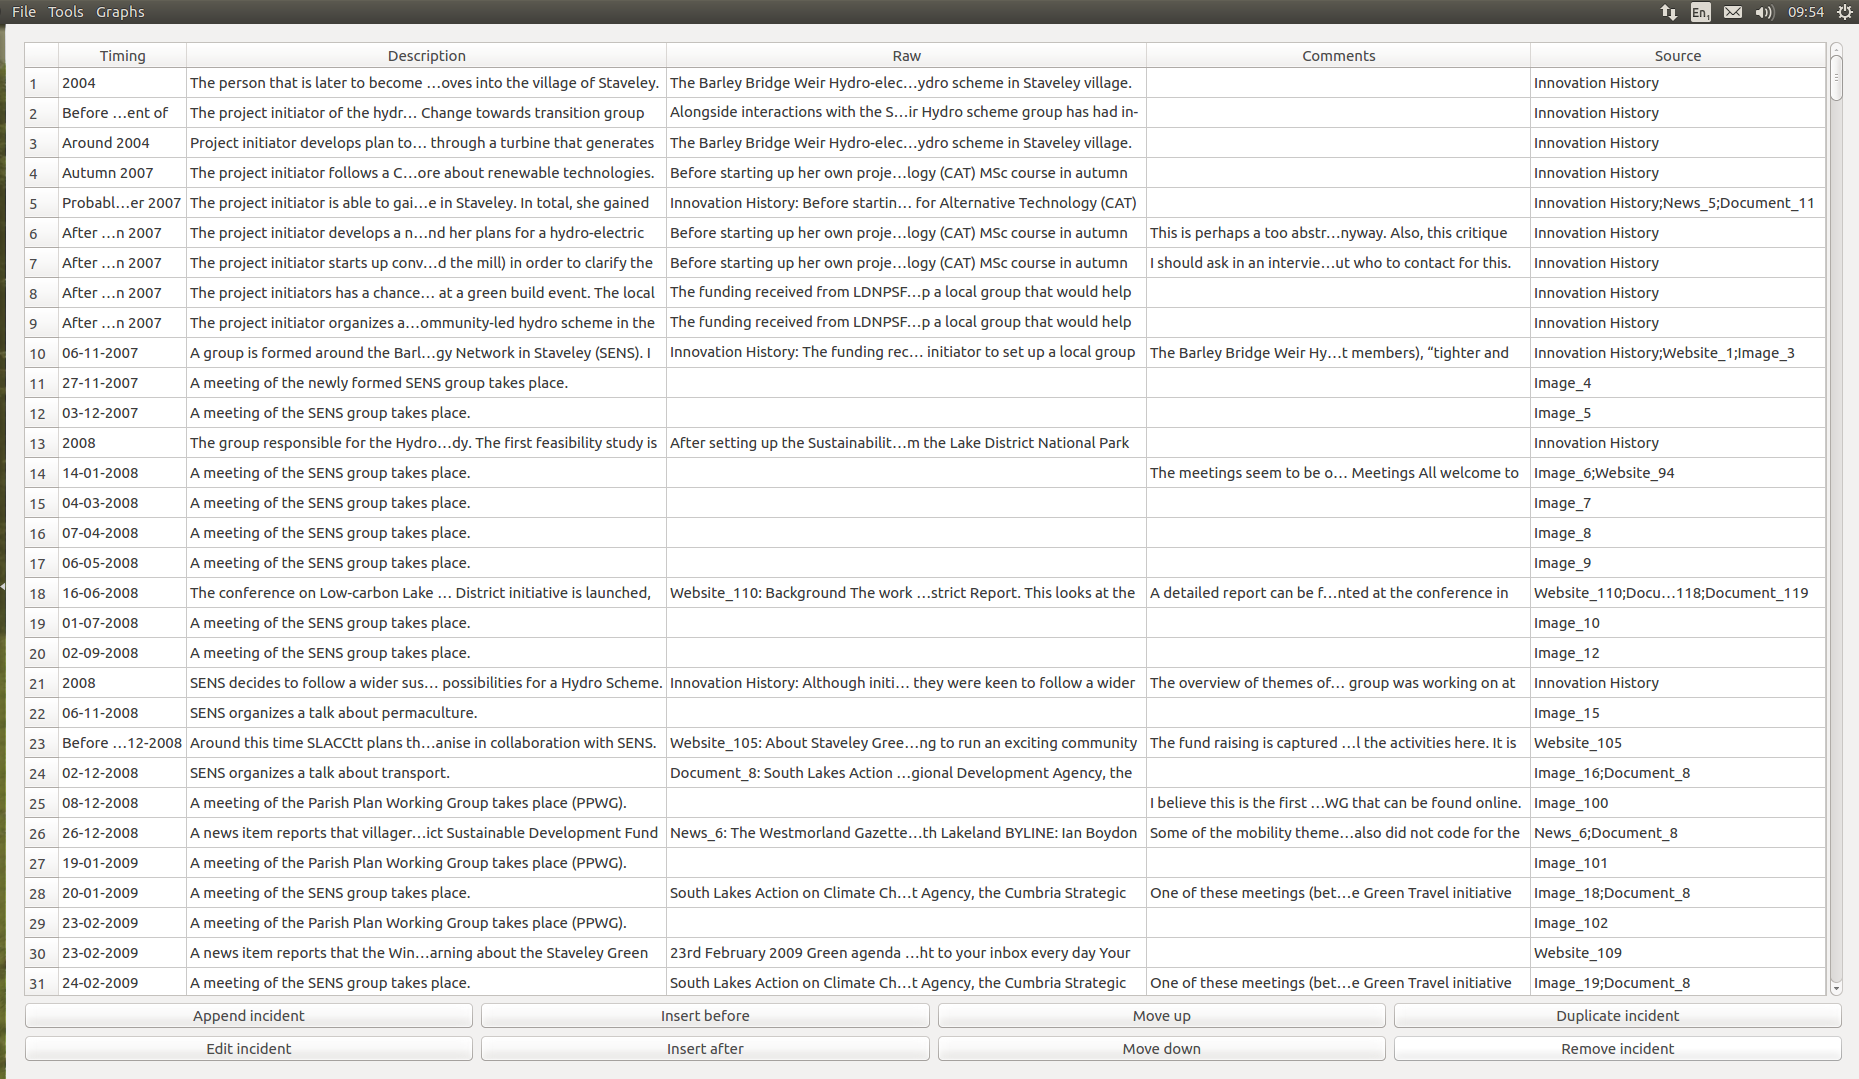 File Tools Graphs En1 09:54
Timing Description Raw Comments Source
1 2004 The person that is later to become ...oves into the village of Staveley. The Barley Bridge Weir Hydro-elec...ydro scheme in Staveley village. Innovation History
2 Before ...ent of The project initiator of the hydr... Change towards transition group Alongside interactions with the S...ir Hydro scheme group has had in- Innovation History
3 Around 2004 Project initiator develops plan to... through a turbine that generates The Barley Bridge Weir Hydro-elec...ydro scheme in Staveley village. Innovation History
4 Autumn 2007 The project initiator follows a C...ore about renewable technologies. Before starting up her own proje...logy (CAT) MSc course in autumn Innovation History
5 Probabl...er 2007 The project initiator is able to gai...e in Staveley. In total, she gained Innovation History: Before startin... for Alternative Technology (CAT) Innovation History;News_5;Document_11
6 After ...n 2007 The project initiator develops a n...nd her plans for a hydro-electric Before starting up her own proje...logy (CAT) MSc course in autumn This is perhaps a too abstr...nyway. Also, this critique Innovation History
7 After ...n 2007 The project initiator starts up conv...d the mill) in order to clarify the Before starting up her own proje...logy (CAT) MSc course in autumn I should ask in an intervie...ut who to contact for this. Innovation History
8 After ...n 2007 The project initiators has a chance... at a green build event. The local The funding received from LDNPSF...p a local group that would help Innovation History
9 After ...n 2007 The project initiator organizes a...ommunity-led hydro scheme in the The funding received from LDNPSF...p a local group that would help Innovation History
10 06-11-2007 A group is formed around the Barl...gy Network in Staveley (SENS). I Innovation History: The funding rec... initiator to set up a local group The Barley Bridge Weir Hy...t members), “tighter and Innovation History;Website_1;Image_3
11 27-11-2007 A meeting of the newly formed SENS group takes place. Image_4
12 03-12-2007 A meeting of the SENS group takes place. Image_5
13 2008 The group responsible for the Hydro...dy. The first feasibility study is After setting up the Sustainabilit...m the Lake District National Park Innovation History
14 14-01-2008 A meeting of the SENS group takes place. The meetings seem to be o... Meetings All welcome to Image_6;Website_94
15 04-03-2008 A meeting of the SENS group takes place. Image_7
16 07-04-2008 A meeting of the SENS group takes place. Image_8
17 06-05-2008 A meeting of the SENS group takes place. Image_9
18 16-06-2008 The conference on Low-carbon Lake ... District initiative is launched, Website_110: Background The work ...strict Report. This looks at the A detailed report can be f...nted at the conference in Website_110;Docu...118;Document_119
19 01-07-2008 A meeting of the SENS group takes place. Image_10
20 02-09-2008 A meeting of the SENS group takes place. Image_12
21 2008 SENS decides to follow a wider sus... possibilities for a Hydro Scheme. Innovation History: Although initi... they were keen to follow a wider The overview of themes of... group was working on at Innovation History
22 06-11-2008 SENS organizes a talk about permaculture. Image_15
23 Before ...12-2008 Around this time SLACCtt plans th...anise in collaboration with SENS. Website_105: About Staveley Gree...ng to run an exciting community The fund raising is captured ...l the activities here. It is Website_105
24 02-12-2008 SENS organizes a talk about transport. Document_8: South Lakes Action ...gional Development Agency, the Image_16;Document_8
25 08-12-2008 A meeting of the Parish Plan Working Group takes place (PPWG). I believe this is the first ...WG that can be found online. Image_100
26 26-12-2008 A news item reports that villager...ict Sustainable Development Fund News_6: The Westmorland Gazette...th Lakeland BYLINE: Ian Boydon Some of the mobility theme...also did not code for the News_6;Document_8
27 19-01-2009 A meeting of the Parish Plan Working Group takes place (PPWG). Image_101
28 20-01-2009 A meeting of the SENS group takes place. South Lakes Action on Climate Ch...t Agency, the Cumbria Strategic One of these meetings (bet...e Green Travel initiative Image_18;Document_8
29 23-02-2009 A meeting of the Parish Plan Working Group takes place (PPWG). Image_102
30 23-02-2009 A news item reports that the Win...arning about the Staveley Green 23rd February 2009 Green agenda ...ht to your inbox every day Your Website_109
31 24-02-2009 A meeting of the SENS group takes place. South Lakes Action on Climate Ch...t Agency, the Cumbria Strategic One of these meetings (bet...e Green Travel initiative Image_19;Document_8
Append incident Insert before Move up Duplicate incident
Edit incident Insert after Move down Remove incident